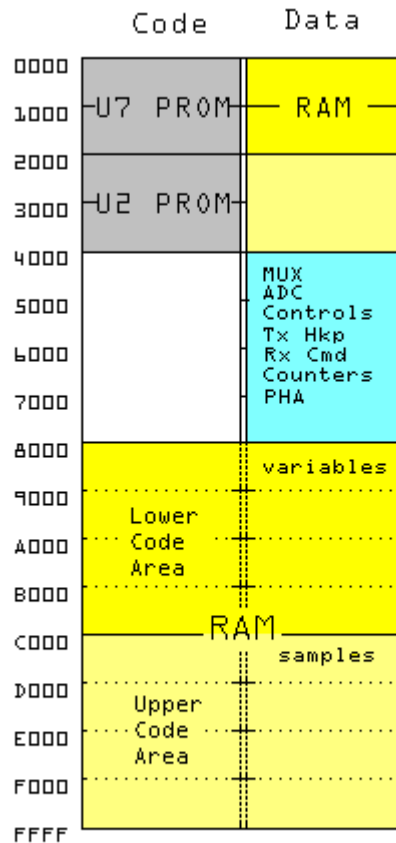 Code Data
0000
1000 U7 PROM RAM
2000
3000 U2 PROM
4000
MUX
ADC
5000
Controls
Tx Hkp
6000
Rx Cmd
Counters
7000
PHA
8000
variables
9000
Lower
A000
Code
Area
B000
RAM
C000
samples
D000
Upper
E000
Code
Area
F000
FFFF